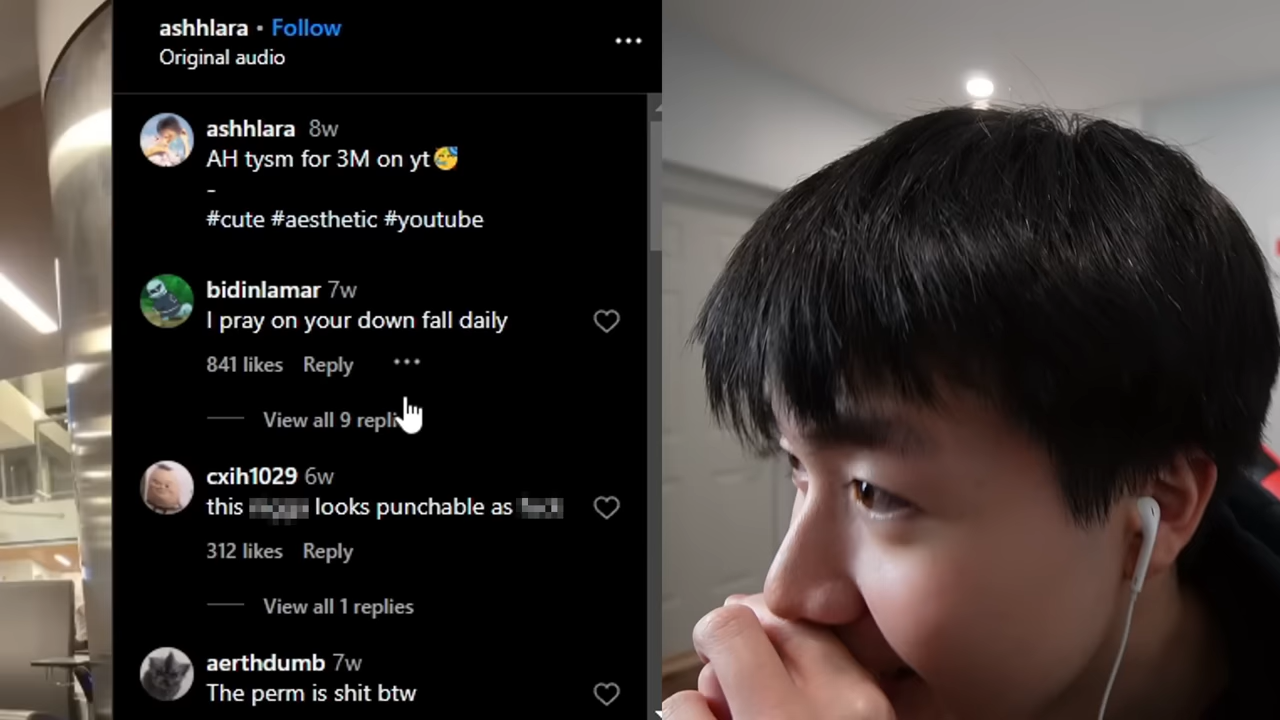 ashhlara • Follow
Original audio
ashhlara 8w
AH tysm for 3M on yt🥳
-
#cute #aesthetic #youtube
bidinlamar 7w
I pray on your down fall daily
841 likes Reply
View all 9 repli
cxih1029 6w
this looks punchable as
312 likes Reply
View all 1 replies
aerthdumb 7w
The perm is shit btw